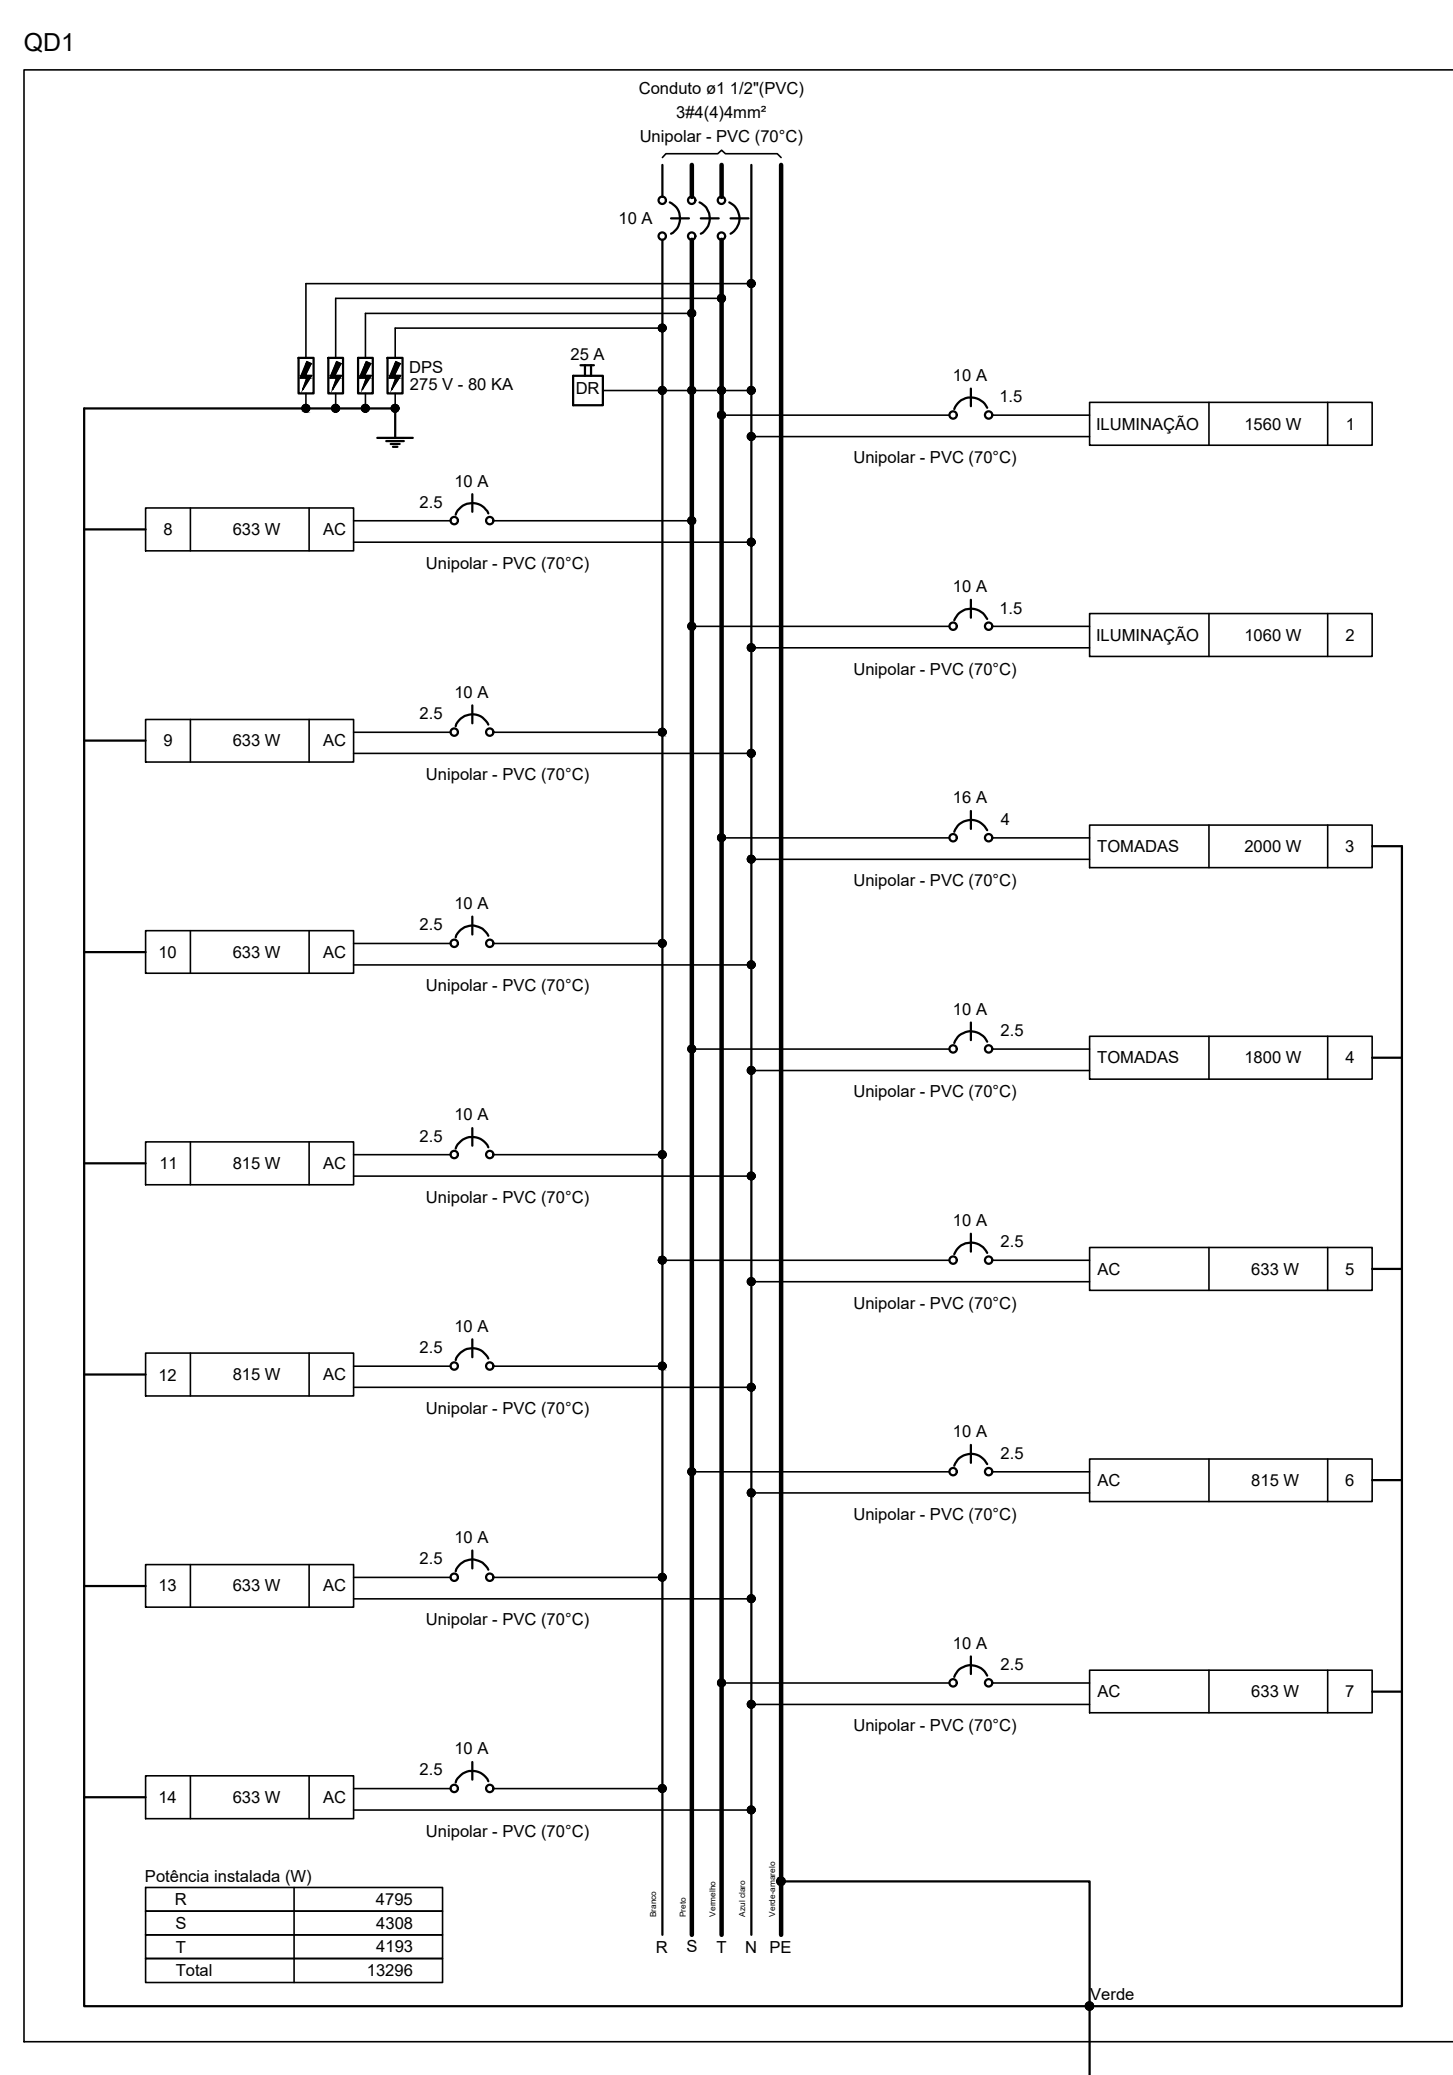 QD1
Conduto ø1 1/2"(PVC)
3#4(4)4mm²
Unipolar - PVC (70°C)
10 A
DPS
275 V - 80 KA
25 A
DR
10 A
1.5
ILUMINAÇÃO 1560 W 1
Unipolar - PVC (70°C)
10 A
2.5
8 633 W AC
Unipolar - PVC (70°C)
10 A
1.5
ILUMINAÇÃO 1060 W 2
Unipolar - PVC (70°C)
10 A
2.5
9 633 W AC
Unipolar - PVC (70°C)
16 A
4
TOMADAS 2000 W 3
Unipolar - PVC (70°C)
10 A
2.5
10 633 W AC
Unipolar - PVC (70°C)
10 A
2.5
TOMADAS 1800 W 4
Unipolar - PVC (70°C)
10 A
2.5
11 815 W AC
Unipolar - PVC (70°C)
10 A
2.5
AC 633 W 5
Unipolar - PVC (70°C)
10 A
2.5
12 815 W AC
Unipolar - PVC (70°C)
10 A
2.5
AC 815 W 6
Unipolar - PVC (70°C)
10 A
2.5
13 633 W AC
Unipolar - PVC (70°C)
10 A
2.5
AC 633 W 7
Unipolar - PVC (70°C)
10 A
2.5
14 633 W AC
Unipolar - PVC (70°C)
Potência instalada (W)
R 4795
S 4308
T 4193
Total 13296
Branco
Preto
Vermelho
Azul claro
Verde-amarelo
R S T N PE
Verde